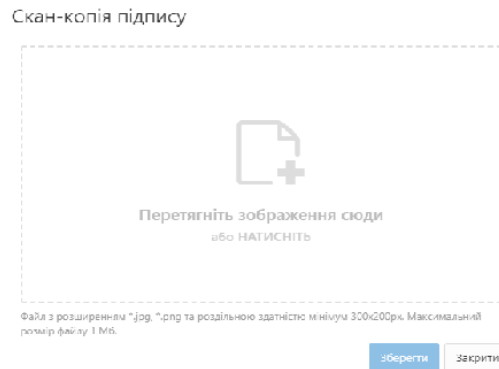 Скан-копія підпису
Перетягніть зображення сюди
або НАТИСНІТЬ
Файл з розширенням *.jpg, *.png та роздільною здатністю мінімум 300x200px. Максимальний
розмір файлу 1 Мб.
Зберегти
Закрити